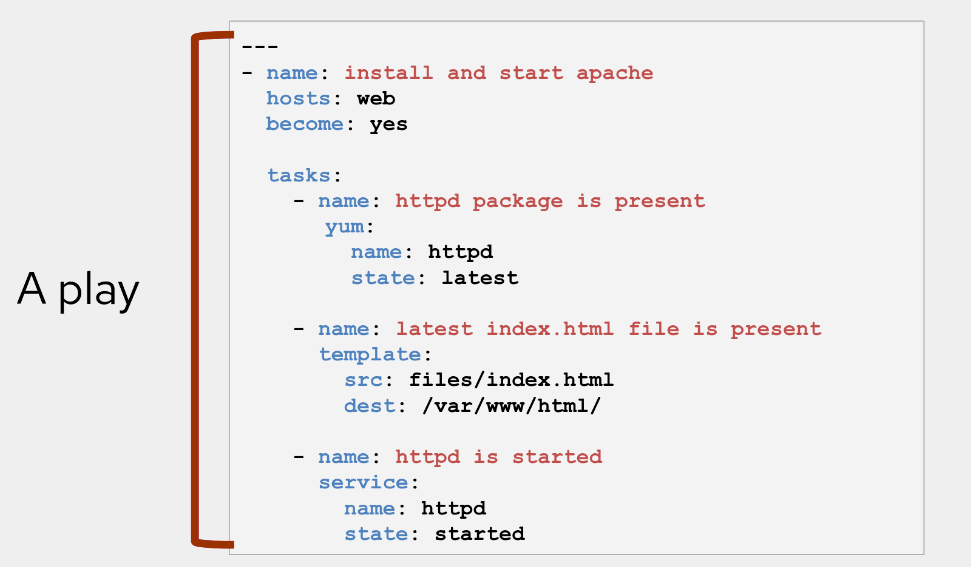 A play
---
- name: install and start apache
  hosts: web
  become: yes

  tasks:
    - name: httpd package is present
      yum:
        name: httpd
        state: latest

    - name: latest index.html file is present
      template:
        src: files/index.html
        dest: /var/www/html/

    - name: httpd is started
      service:
        name: httpd
        state: started